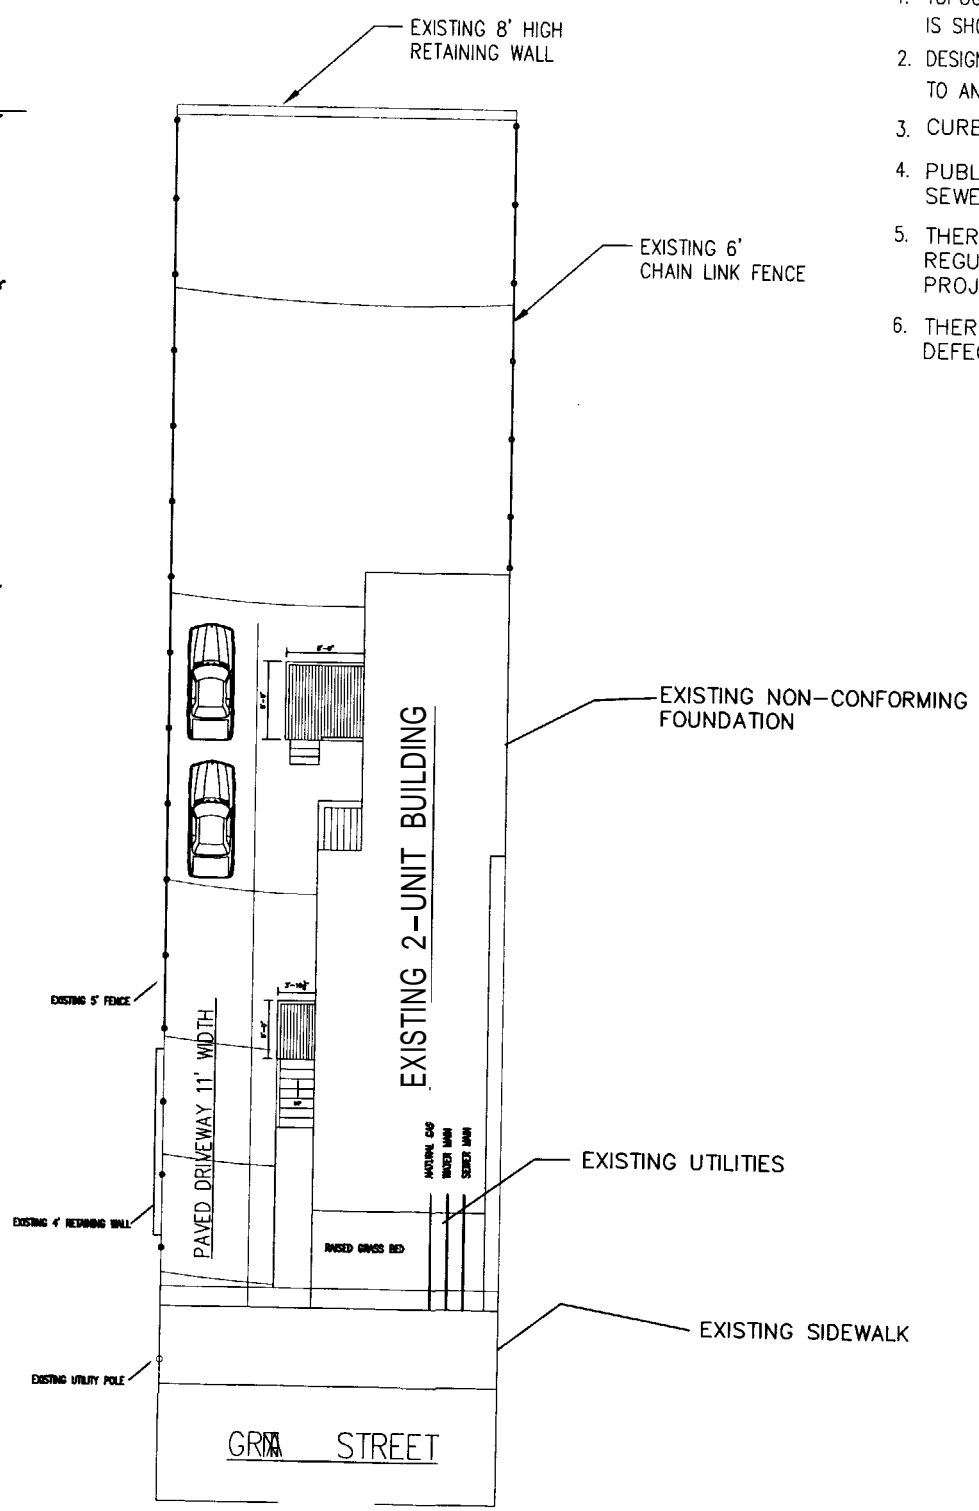 EXISTING 8' HIGH
RETAINING WALL
IS SHO
2. DESIGN
TO AN
3. CURB
4. PUBL
SEWE
5. THER
REGU
PROJ
6. THER
DEFE
EXISTING 6'
CHAIN LINK FENCE
EXISTING NON-CONFORMING
FOUNDATION
EXISTING 2-UNIT BUILDING
EXISTING 5' FENCE
PAVED DRIVEWAY 11' WIDTH
NATURAL GAS
WATER MAIN
SEWER MAIN
EXISTING UTILITIES
EXISTING 4' RETAINING WALL
RAISED GRASS BED
EXISTING SIDEWALK
EXISTING UTILITY POLE
STREET